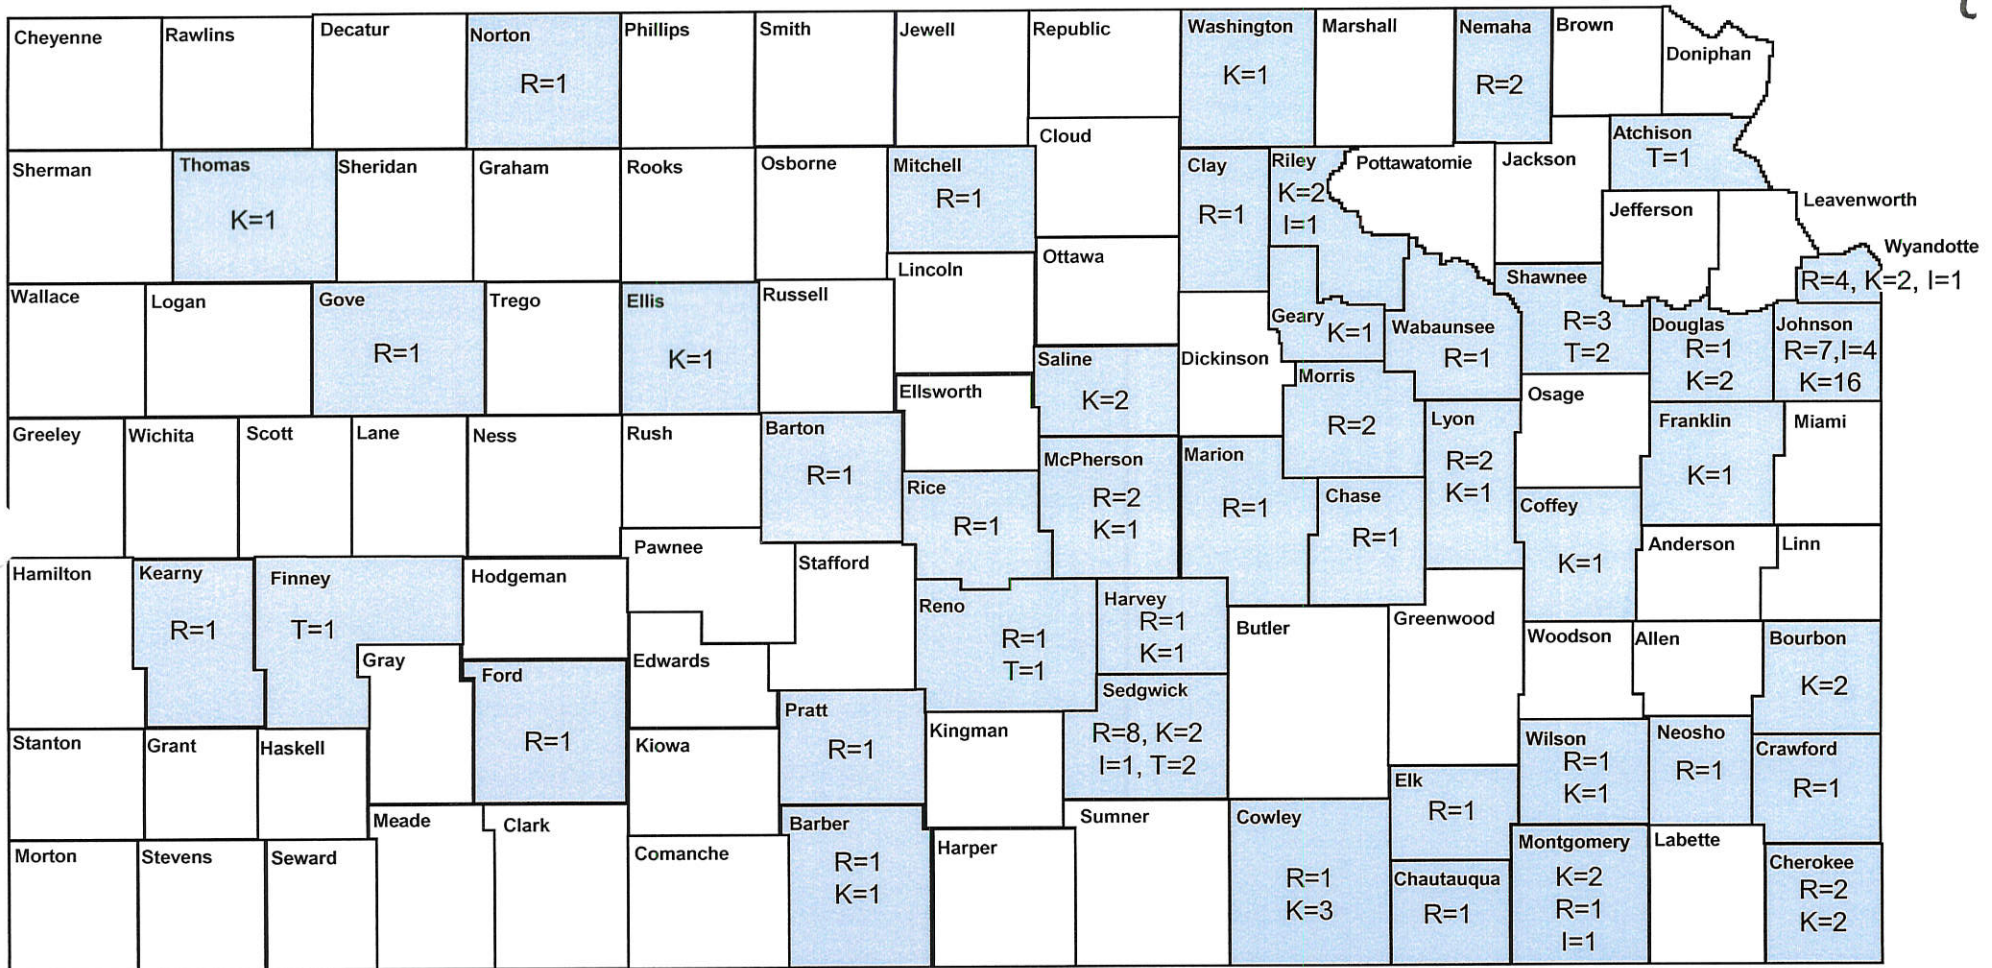 Cheyenne
Rawlins
Decatur
Norton
R=1
Phillips
Smith
Jewell
Republic
Washington
K=1
Marshall
Nemaha
R=2
Brown
Doniphan
Atchison
T=1
Cloud
Sherman
Thomas
K=1
Sheridan
Graham
Rooks
Osborne
Mitchell
R=1
Clay
R=1
Riley
K=2
I=1
Pottawatomie
Jackson
Jefferson
Leavenworth
Wyandotte
R=4, K=2, I=1
Wallace
Logan
Gove
R=1
Trego
Ellis
K=1
Russell
Lincoln
Ottawa
Saline
K=2
Dickinson
Geary
K=1
Wabaunsee
R=1
Shawnee
R=3
T=2
Douglas
R=1
K=2
Johnson
R=7,I=4
K=16
Ellsworth
Morris
R=2
Lyon
R=2
K=1
Osage
Franklin
K=1
Miami
Greeley
Wichita
Scott
Lane
Ness
Rush
Barton
R=1
Rice
R=1
McPherson
R=2
K=1
Marion
R=1
Chase
R=1
Coffey
K=1
Anderson
Linn
Pawnee
Stafford
Hamilton
Kearny
R=1
Finney
T=1
Hodgeman
Gray
Ford
R=1
Edwards
Reno
R=1
T=1
Harvey
R=1
K=1
Sedgwick
R=8, K=2
I=1, T=2
Butler
Greenwood
Woodson
Allen
Bourbon
K=2
Stanton
Grant
Haskell
Kiowa
Pratt
R=1
Kingman
Wilson
R=1
K=1
Neosho
R=1
Crawford
R=1
Elk
R=1
Meade
Clark
Comanche
Barber
R=1
K=1
Harper
Sumner
Cowley
R=1
K=3
Chautauqua
R=1
Montgomery
K=2
R=1
I=1
Labette
Cherokee
R=2
K=2
Morton
Stevens
Seward